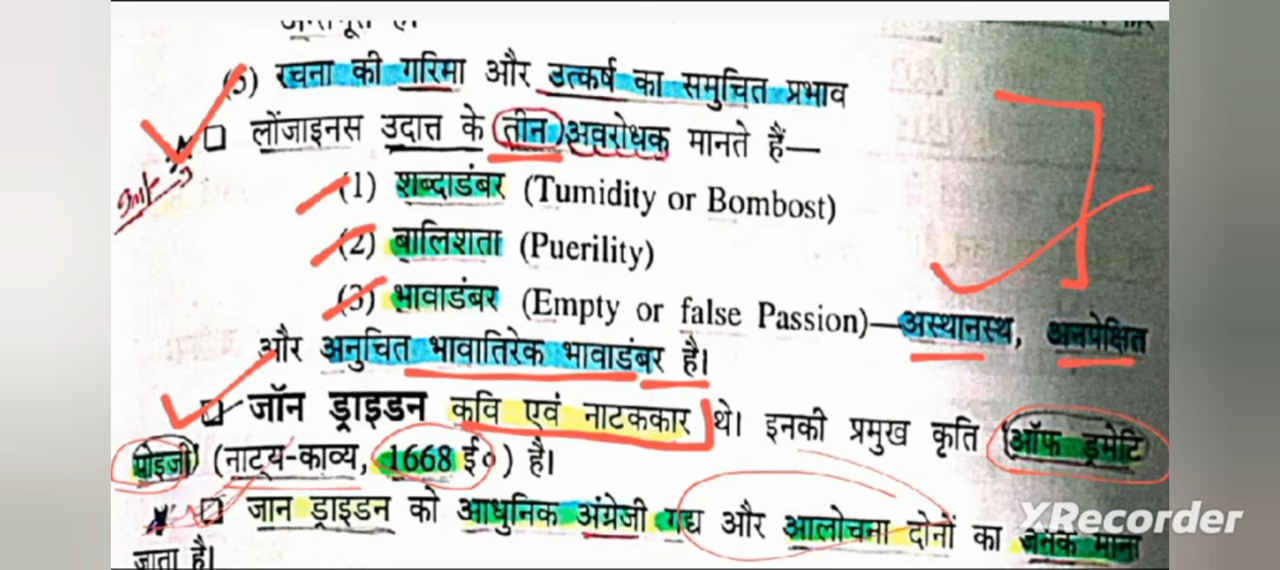 (5) रचना की गरिमा और उत्कर्ष का समुचित प्रभाव
लोंजाइनस उदात्त के तीन अवरोधक मानते हैं—
(1) शब्दाडंबर (Tumidity or Bombost)
(2) बालिशता (Puerility)
(3) भावाडंबर (Empty or false Passion)—अस्थानस्थ, अनपेक्षित
और अनुचित भावातिरेक भावाडंबर है।
जॉन ड्राइडन कवि एवं नाटककार थे। इनकी प्रमुख कृति ऑफ ड्रमेटि
पोइजी (नाट्य-काव्य, 1668 ई०) है।
जान ड्राइडन को आधुनिक अंग्रेजी गद्य और आलोचना दोनों का जनक माना
जाता है।
XRecorder